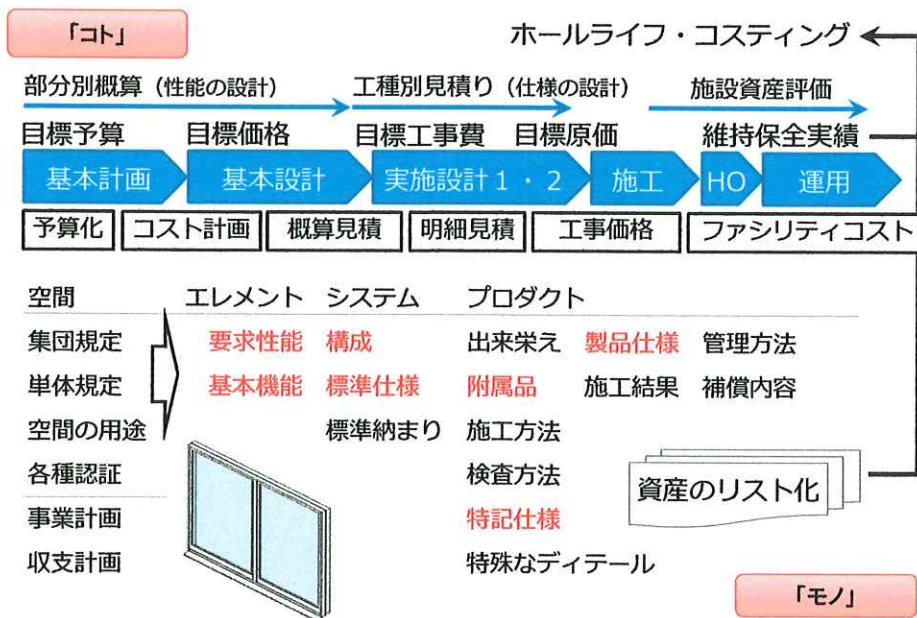 「コト」
ホールライフ・コスティング
部分別概算（性能の設計） 工種別見積り（仕様の設計） 施設資産評価
目標予算 目標価格 目標工事費 目標原価 維持保全実績
基本計画 基本設計 実施設計１・２ 施工 HO 運用
予算化 コスト計画 概算見積 明細見積 工事価格 ファシリティコスト
空間 エレメント システム プロダクト
集団規定 要求性能 構成 出来栄え 製品仕様 管理方法
単体規定 基本機能 標準仕様 附属品 施工結果 補償内容
空間の用途 標準納まり 施工方法
各種認証 検査方法
資産のリスト化
事業計画 特記仕様
収支計画 特殊なディテール
「モノ」